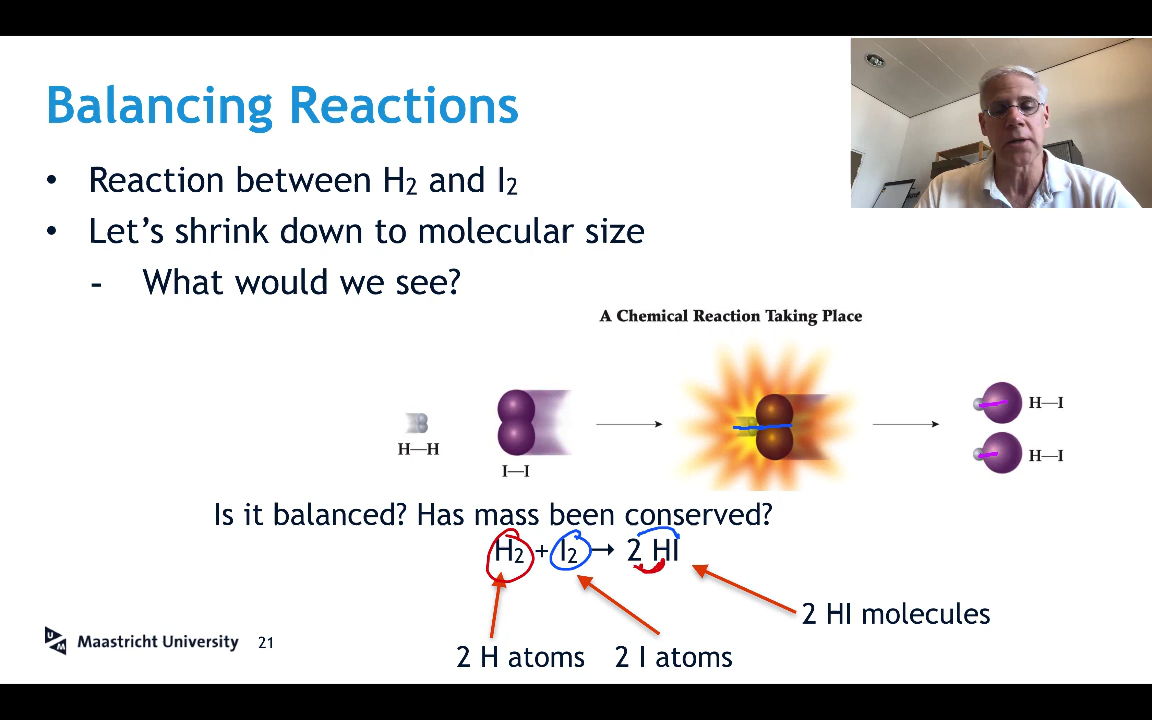 Balancing Reactions
• Reaction between H₂ and I₂
• Let's shrink down to molecular size
- What would we see?
A Chemical Reaction Taking Place
H—H
I—I
H—I
H—I
Is it balanced? Has mass been conserved?
H₂ + I₂ → 2 HI
2 HI molecules
2 H atoms
2 I atoms
UM Maastricht University
21